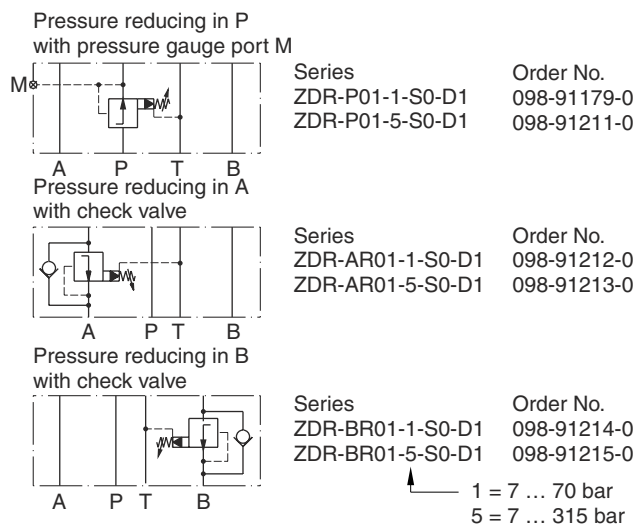 Pressure reducing in P
with pressure gauge port M
M
Series Order No.
ZDR-P01-1-S0-D1 098-91179-0
ZDR-P01-5-S0-D1 098-91211-0
A P T B
Pressure reducing in A
with check valve
Series Order No.
ZDR-AR01-1-S0-D1 098-91212-0
ZDR-AR01-5-S0-D1 098-91213-0
A P T B
Pressure reducing in B
with check valve
Series Order No.
ZDR-BR01-1-S0-D1 098-91214-0
ZDR-BR01-5-S0-D1 098-91215-0
A P T B
1 = 7 ... 70 bar
5 = 7 ... 315 bar